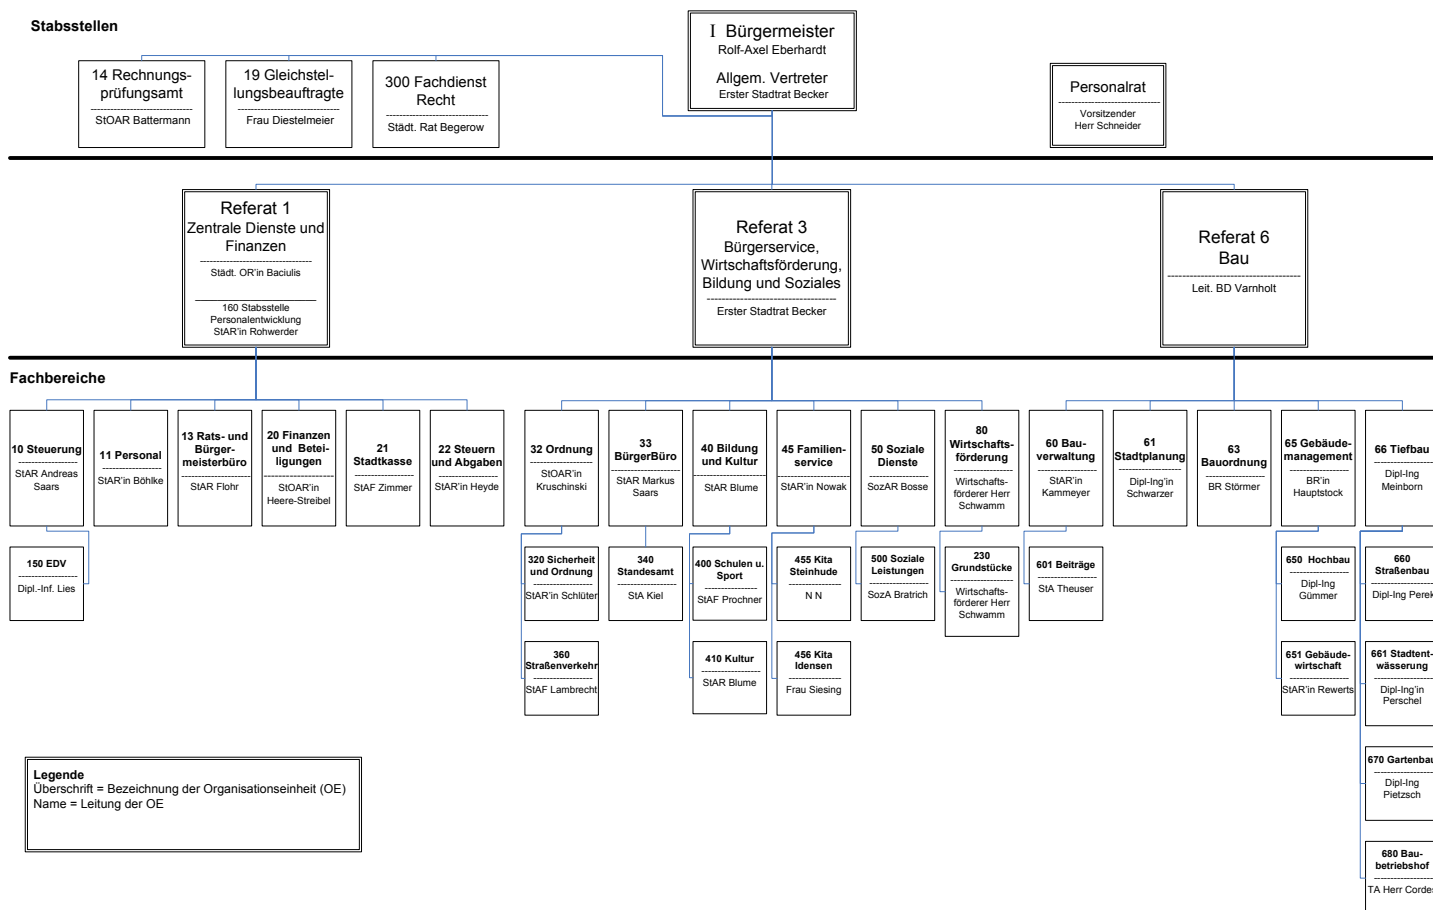 Stabsstellen
I Bürgermeister
Rolf-Axel Eberhardt
Allgem. Vertreter
Erster Stadtrat Becker
14 Rechnungs-
prüfungsamt
StOAR Battermann
19 Gleichstel-
lungsbeauftragte
Frau Diestelmeier
300 Fachdienst
Recht
Städt. Rat Begerow
Personalrat
Vorsitzender
Herr Schneider
Referat 1
Zentrale Dienste und
Finanzen
Städt. OR'in Baciulis
160 Stabsstelle
Personalentwicklung
StAR'in Rohwerder
Referat 3
Bürgerservice,
Wirtschaftsförderung,
Bildung und Soziales
Erster Stadtrat Becker
Referat 6
Bau
Leit. BD Varnholt
Fachbereiche
10 Steuerung
StAR Andreas
Saars
11 Personal
StAR'in Böhlke
13 Rats- und
Bürger-
meisterbüro
StAR Flohr
20 Finanzen
und Betei-
ligungen
StOAR'in
Heere-Streibel
21
Stadtkasse
StAF Zimmer
22 Steuern
und Abgaben
StAR'in Heyde
32 Ordnung
StOAR'in
Kruschinski
33
BürgerBüro
StAR Markus
Saars
40 Bildung
und Kultur
StAR Blume
45 Familien-
service
StAR'in Nowak
50 Soziale
Dienste
SozAR Bosse
80
Wirtschafts-
förderung
Wirtschafts-
förderer Herr
Schwamm
60 Bau-
verwaltung
StAR'in
Kammeyer
61
Stadtplanung
Dipl-Ing'in
Schwarzer
63
Bauordnung
BR Störmer
65 Gebäude-
management
BR'in
Hauptstock
66 Tiefbau
Dipl-Ing
Meinborn
150 EDV
Dipl.-Inf. Lies
320 Sicherheit
und Ordnung
StAR'in Schlüter
340
Standesamt
StA Kiel
400 Schulen u.
Sport
StAF Prochner
455 Kita
Steinhude
N N
500 Soziale
Leistungen
SozA Bratrich
230
Grundstücke
Wirtschafts-
förderer Herr
Schwamm
601 Beiträge
StA Theuser
650 Hochbau
Dipl-Ing
Gümmer
660
Straßenbau
Dipl-Ing Perek
360
Straßenverkehr
StAF Lambrecht
410 Kultur
StAR Blume
456 Kita
Idensen
Frau Siesing
651 Gebäude-
wirtschaft
StAR'in Rewerts
661 Stadtent-
wässerung
Dipl-Ing'in
Perschel
670 Gartenbau
Dipl-Ing
Pietzsch
680 Bau-
betriebshof
TA Herr Cordes
Legende
Überschrift = Bezeichnung der Organisationseinheit (OE)
Name = Leitung der OE